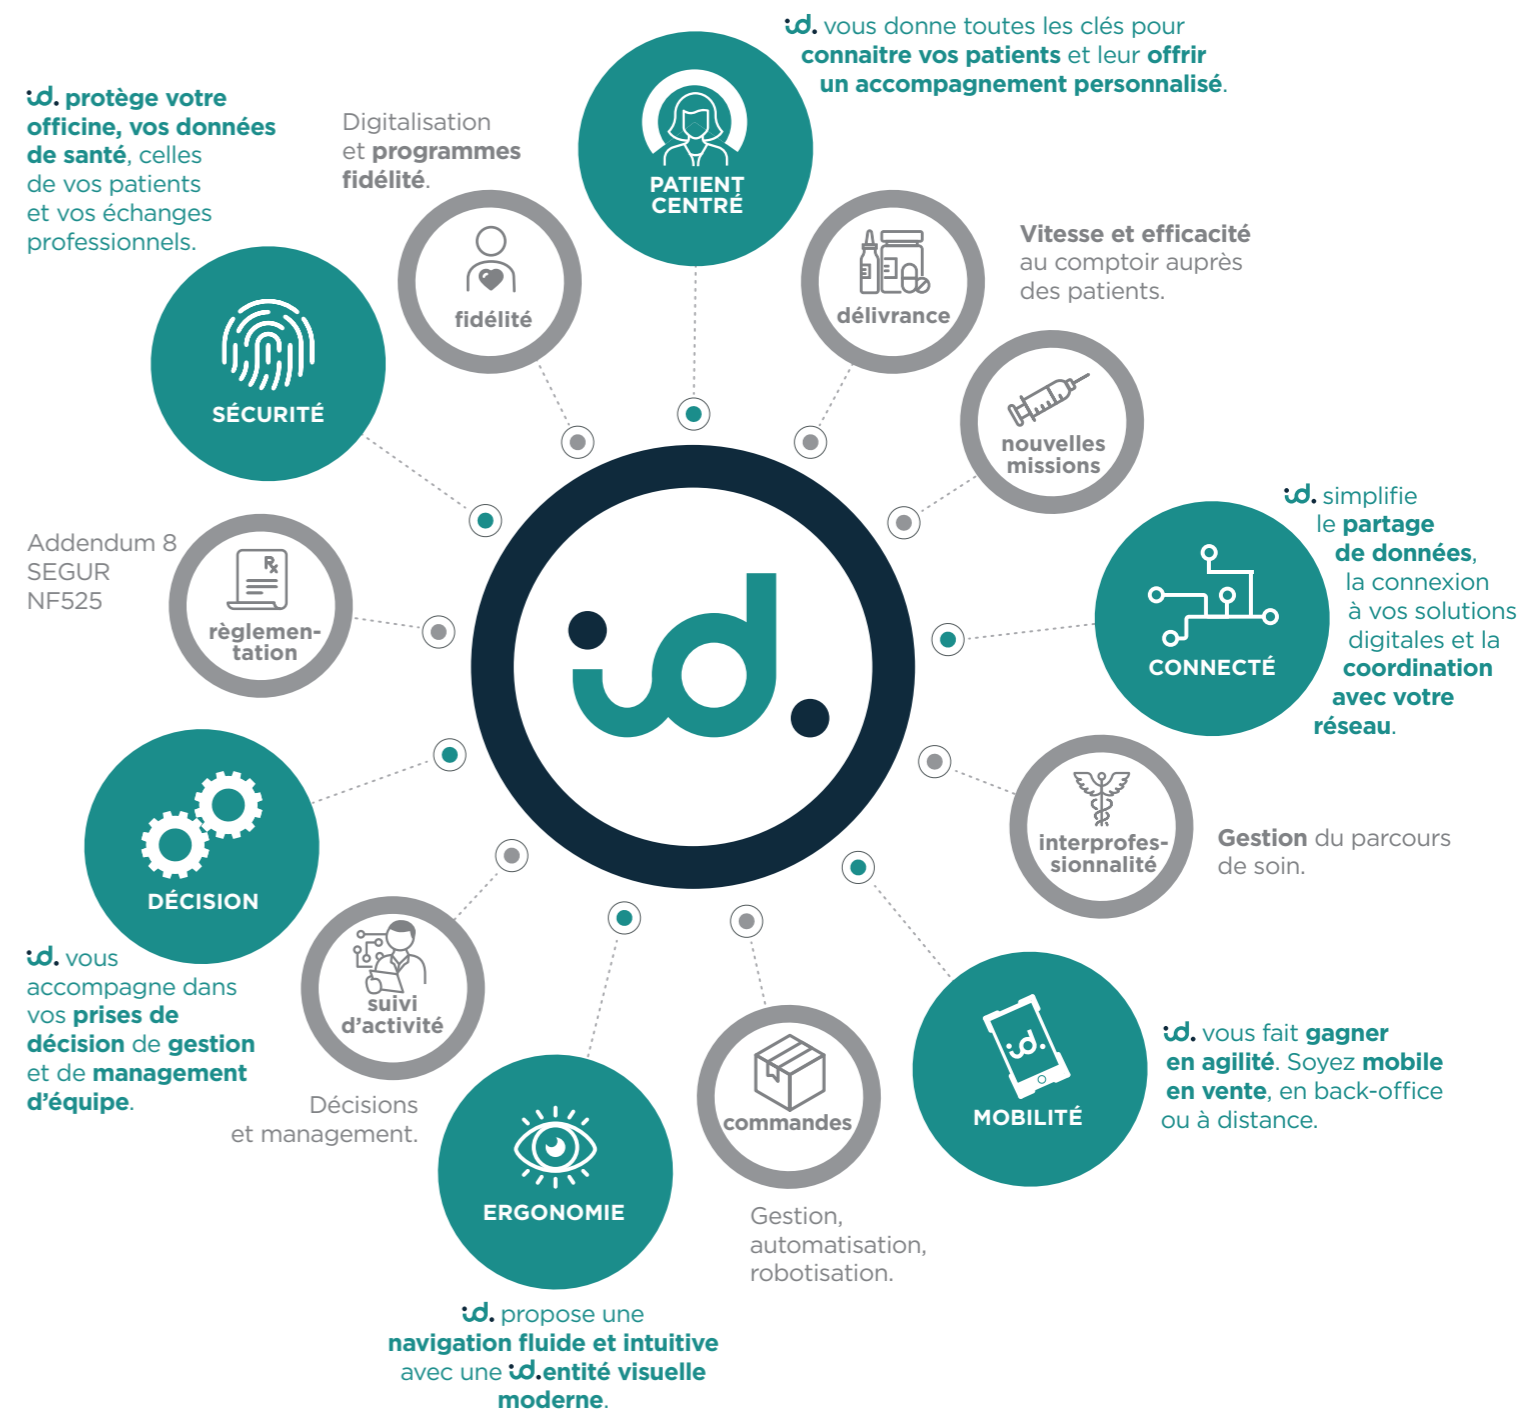 id. vous donne toutes les clés pour
connaitre vos patients et leur offrir
un accompagnement personnalisé.
PATIENT
CENTRÉ
id. protège votre
officine, vos données
de santé, celles
de vos patients
et vos échanges
professionnels.
SÉCURITÉ
Digitalisation
et programmes
fidélité.
fidélité
délivrance
Vitesse et efficacité
au comptoir auprès
des patients.
nouvelles
missions
id. simplifie
le partage
de données,
la connexion
à vos solutions
digitales et la
coordination
avec votre
réseau.
CONNECTÉ
Addendum 8
SEGUR
NF525
Rx
règlemen-
tation
id.
interprofes-
sionnalité
Gestion du parcours
de soin.
DÉCISION
id. vous
accompagne dans
vos prises de
décision de gestion
et de management
d'équipe.
suivi
d'activité
Décisions
et management.
ERGONOMIE
id. propose une
navigation fluide et intuitive
avec une id.entité visuelle
moderne.
commandes
Gestion,
automatisation,
robotisation.
id.
MOBILITÉ
id. vous fait gagner
en agilité. Soyez mobile
en vente, en back-office
ou à distance.